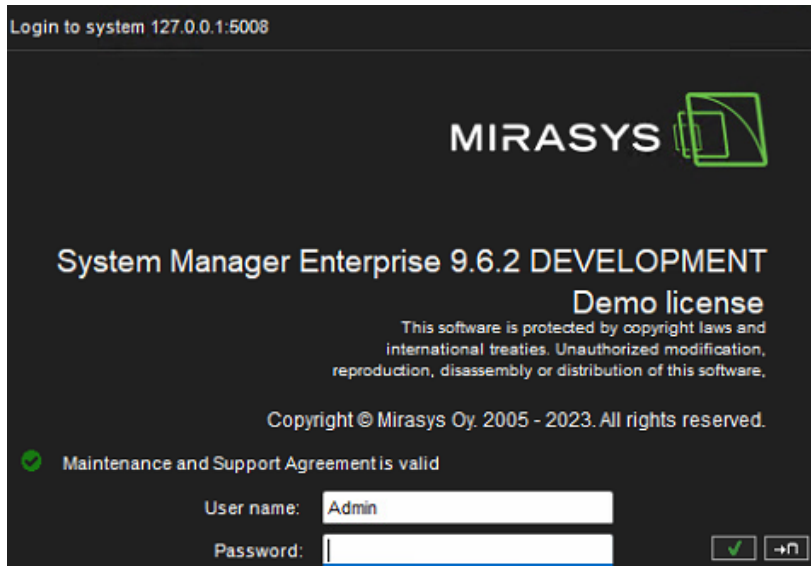 Login to system 127.0.0.1:5008
MIRASYS
System Manager Enterprise 9.6.2 DEVELOPMENT
Demo license
This software is protected by copyright laws and
international treaties. Unauthorized modification,
reproduction, disassembly or distribution of this software,
Copyright © Mirasys Oy. 2005 - 2023. All rights reserved.
Maintenance and Support Agreement is valid
User name: Admin
Password: